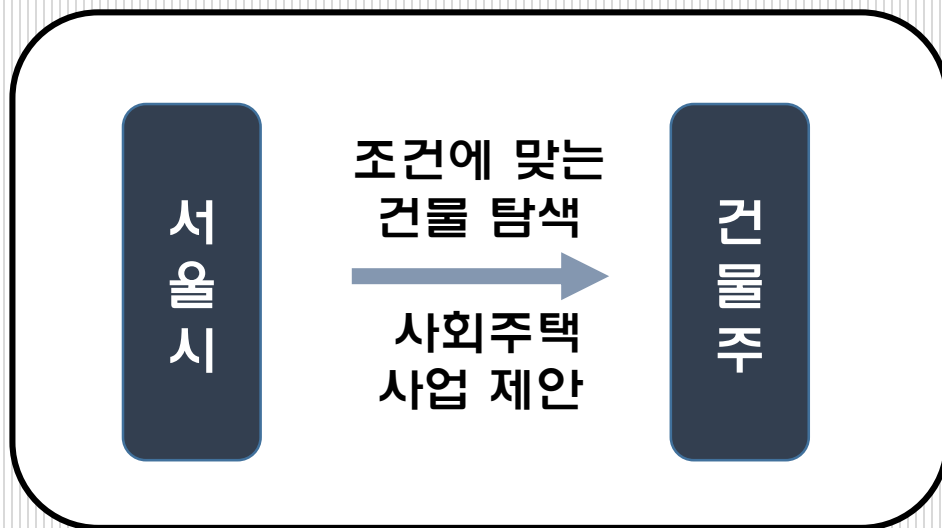 서울시
조건에 맞는
건물 탐색
사회주택
사업 제안
건물주